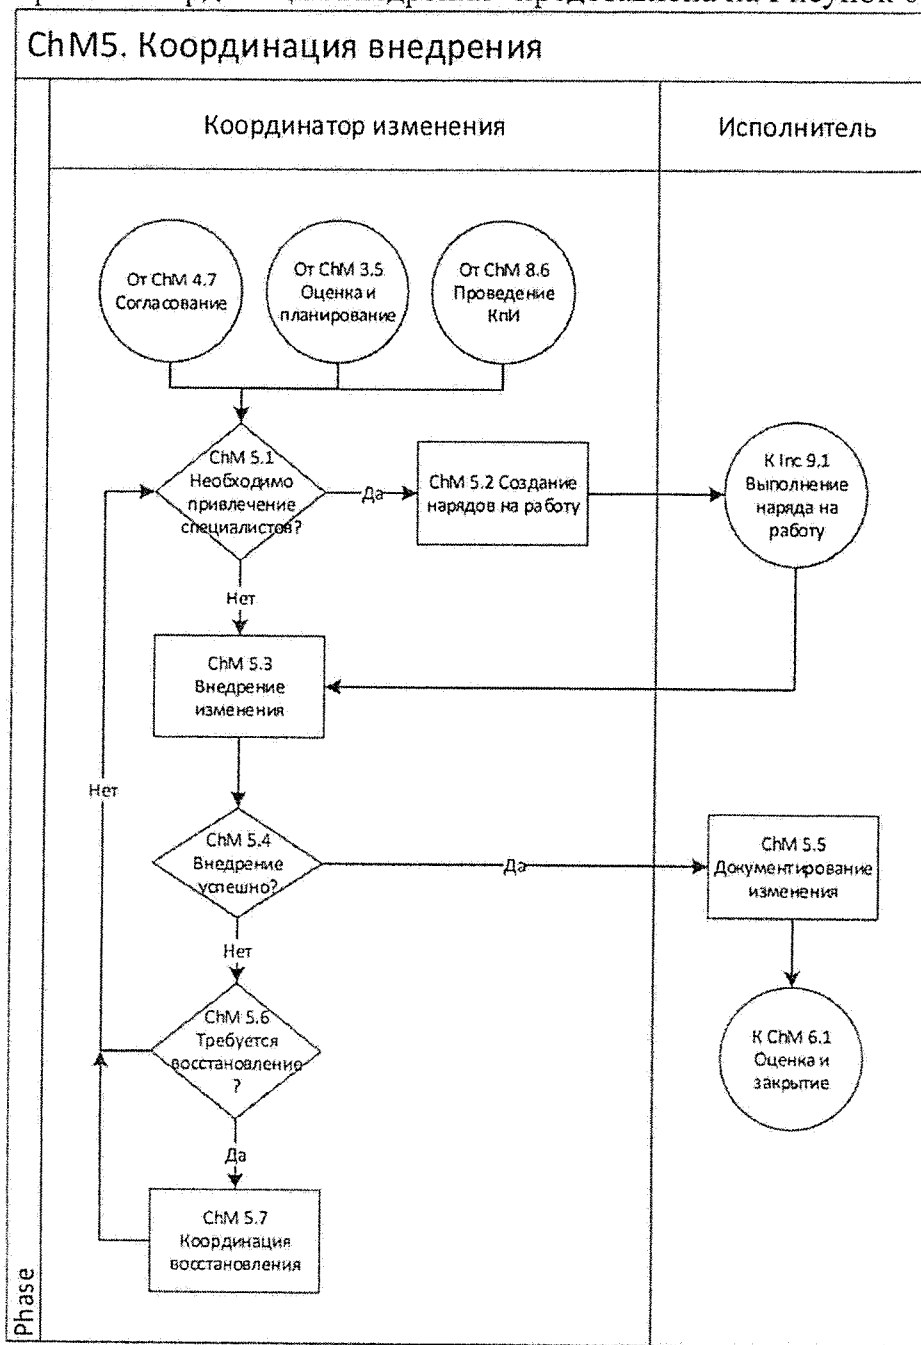 представлена на Рисунок
ChM5. Координация внедрения
Координатор изменения
Исполнитель
От ChM 4.7
Согласование
От ChM 3.5
Оценка и
планирование
От ChM 8.6
Проведение
КпИ
ChM 5.1
Необходимо
привлечение
специалистов?
Да
ChM 5.2 Создание
нарядов на работу
К Inc 9.1
Выполнение
наряда на
работу
Нет
ChM 5.3
Внедрение
изменения
Нет
ChM 5.4
Внедрение
успешно?
Да
ChM 5.5
Документирование
изменения
Нет
ChM 5.6
Требуется
восстановление
?
К ChM 6.1
Оценка и
закрытие
Да
ChM 5.7
Координация
восстановления
Phase